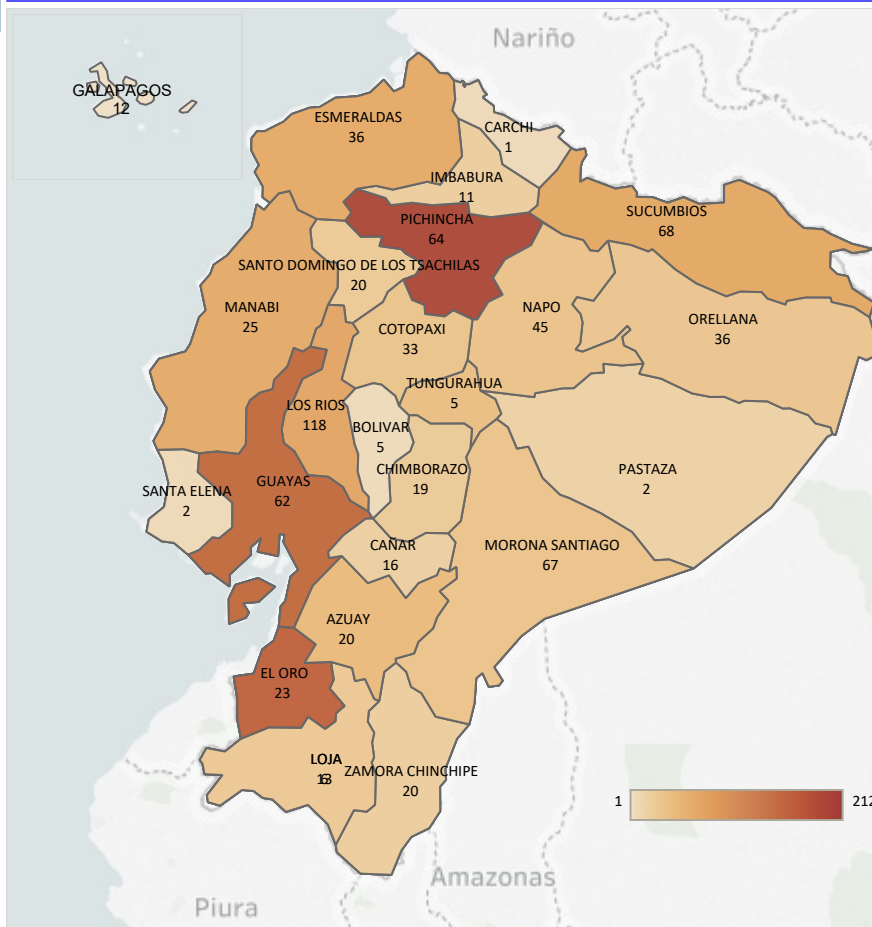 Nariño
GALAPAGOS
12
ESMERALDAS
36
CARCHI
1
IMBABURA
11
PICHINCHA
64
SUCUMBIOS
68
SANTO DOMINGO DE LOS TSACHILAS
20
MANABI
25
NAPO
45
ORELLANA
36
COTOPAXI
33
TUNGURAHUA
5
LOS RIOS
118
BOLIVAR
5
CHIMBORAZO
19
PASTAZA
2
SANTA ELENA
2
GUAYAS
62
CAÑAR
16
MORONA SANTIAGO
67
AZUAY
20
EL ORO
23
LOJA
ZAMORA CHINCHIPE
20
1
212
Amazonas
Piura